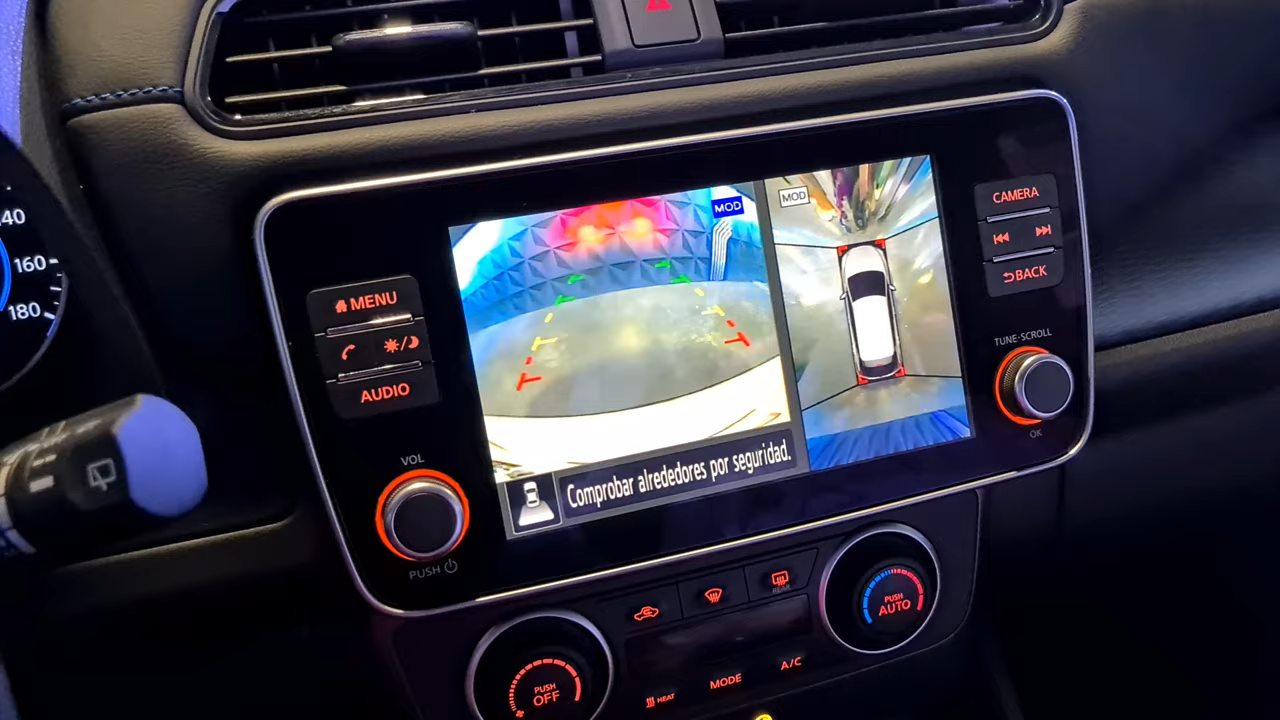 40
160
180
MENU
AUDIO
VOL
PUSH
MOD
MOD
Comprobar alrededores por seguridad.
CAMERA
BACK
TUNE·SCROLL
OK
REAR
PUSH
AUTO
PUSH
OFF
HEAT
MODE
A/C